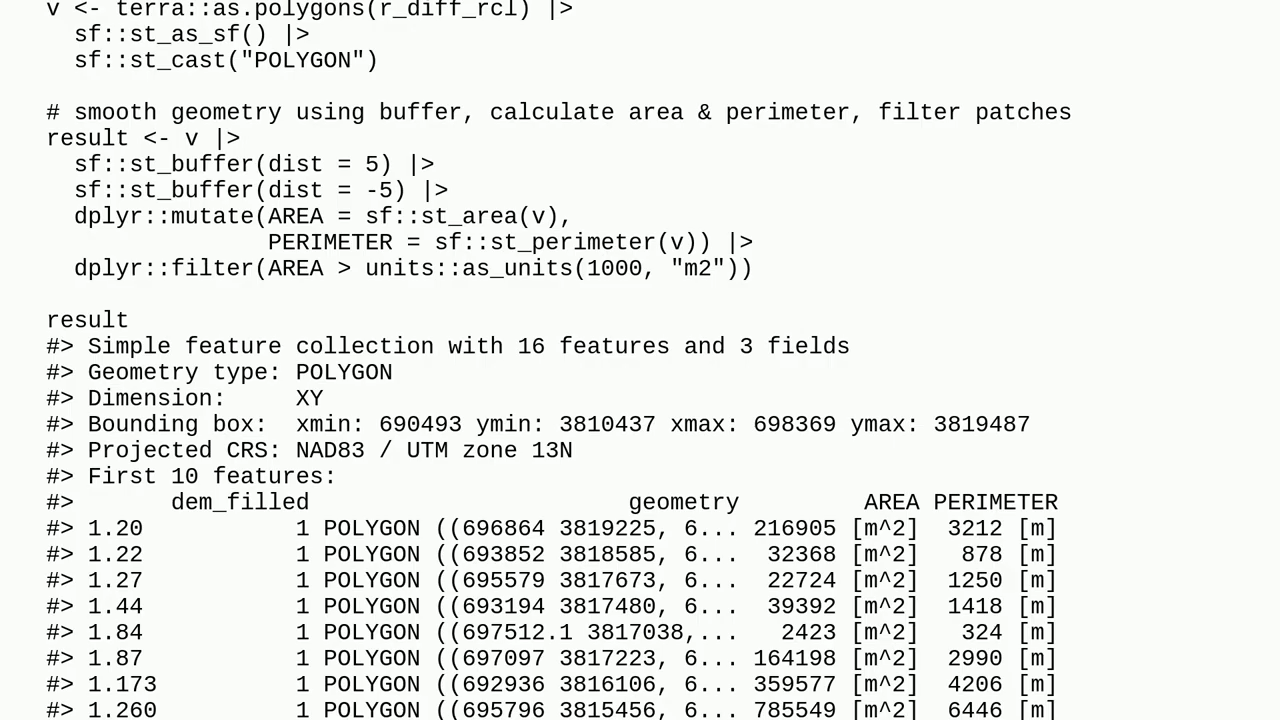 v <- terra::as.polygons(r_diff_rcl) |>
  sf::st_as_sf() |>
  sf::st_cast("POLYGON")

# smooth geometry using buffer, calculate area & perimeter, filter patches
result <- v |>
  sf::st_buffer(dist = 5) |>
  sf::st_buffer(dist = -5) |>
  dplyr::mutate(AREA = sf::st_area(v),
                PERIMETER = sf::st_perimeter(v)) |>
  dplyr::filter(AREA > units::as_units(1000, "m2"))

result
#> Simple feature collection with 16 features and 3 fields
#> Geometry type: POLYGON
#> Dimension:     XY
#> Bounding box:  xmin: 690493 ymin: 3810437 xmax: 698369 ymax: 3819487
#> Projected CRS: NAD83 / UTM zone 13N
#> First 10 features:
#>       dem_filled                       geometry         AREA PERIMETER
#> 1.20           1 POLYGON ((696864 3819225, 6... 216905 [m^2]  3212 [m]
#> 1.22           1 POLYGON ((693852 3818585, 6...  32368 [m^2]   878 [m]
#> 1.27           1 POLYGON ((695579 3817673, 6...  22724 [m^2]  1250 [m]
#> 1.44           1 POLYGON ((693194 3817480, 6...  39392 [m^2]  1418 [m]
#> 1.84           1 POLYGON ((697512.1 3817038,...   2423 [m^2]   324 [m]
#> 1.87           1 POLYGON ((697097 3817223, 6... 164198 [m^2]  2990 [m]
#> 1.173          1 POLYGON ((692936 3816106, 6... 359577 [m^2]  4206 [m]
#> 1.260          1 POLYGON ((695796 3815456, 6... 785549 [m^2]  6446 [m]